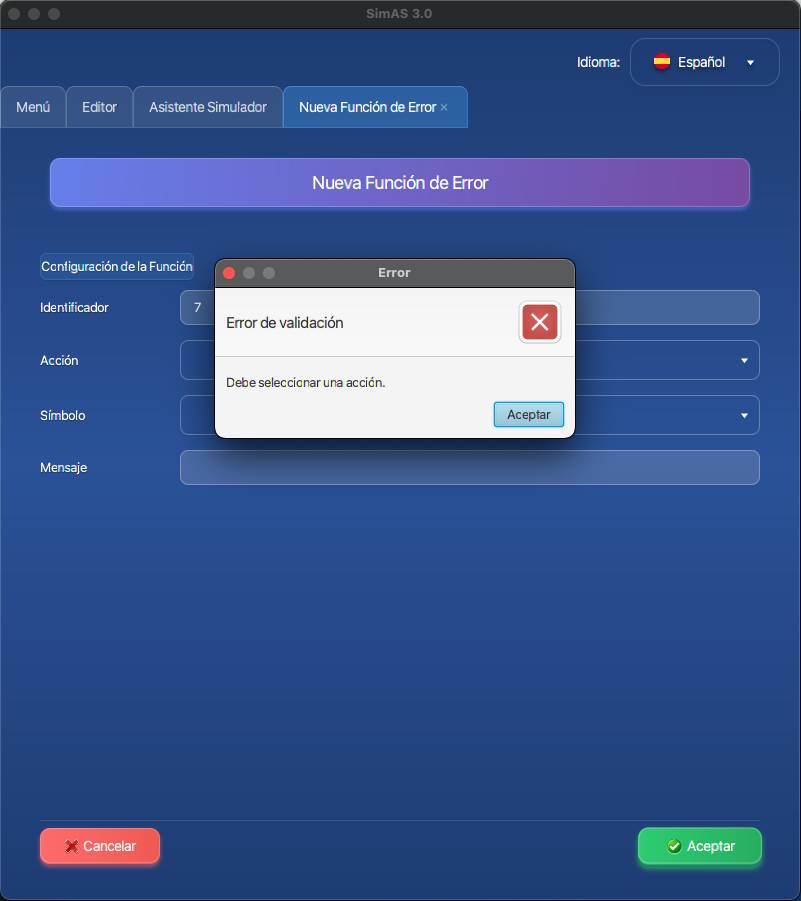 SimAS 3.0
Idioma: Español
Menú Editor Asistente Simulador Nueva Función de Error ×
Nueva Función de Error
Configuración de la Función
Error
Identificador 7
Error de validación
Acción
Debe seleccionar una acción.
Símbolo
Aceptar
Mensaje
Cancelar Aceptar